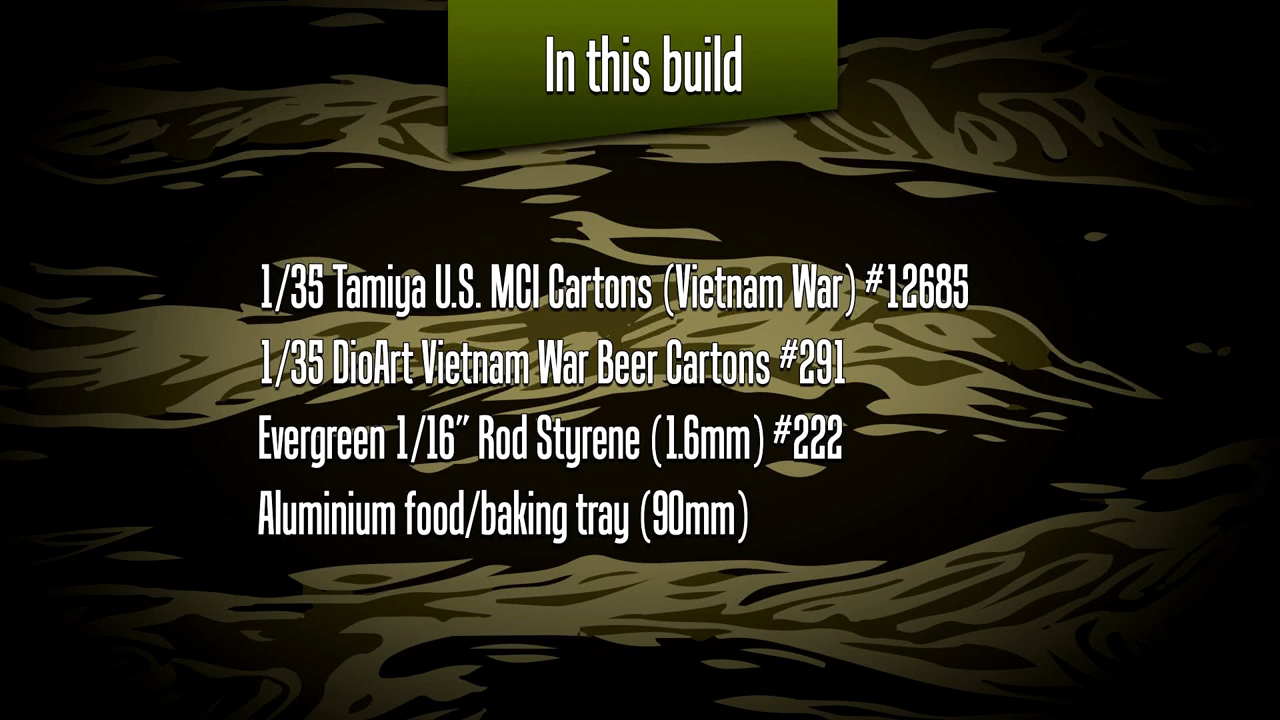 In this build
1/35 Tamiya U.S. MCI Cartons (Vietnam War) #12685
1/35 DioArt Vietnam War Beer Cartons #291
Evergreen 1/16″ Rod Styrene (1.6mm) #222
Aluminium food/baking tray (90mm)